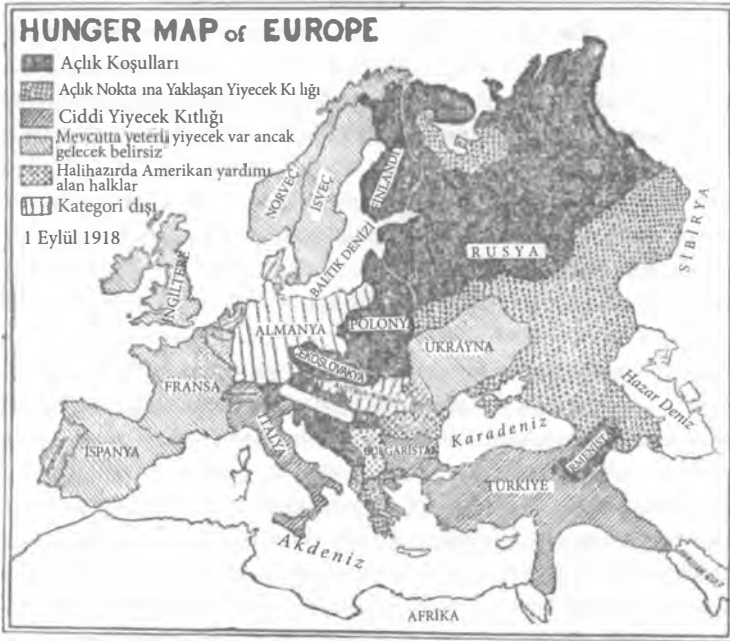 HUNGER MAP of EUROPE
Açlık Koşulları
Açlık Nokta ına Yaklaşan Yiyecek Kı lığı
Ciddi Yiyecek Kıtlığı
Mevcutta yeterli yiyecek var ancak
gelecek belirsiz
Halihazırda Amerikan yardımı
alan halklar
Kategori dışı
1 Eylül 1918
NORVEÇ
İSVEÇ
FİNLANDİ
BALTIK DENİZİ
RUSYA
SİBİRYA
İNGİLTERE
ALMANYA
POLONYA
UKRAYNA
ÇEKOSLOVAKYA
FRANSA
Hazar Deniz
İTALYA
Karadeniz
İSPANYA
BULGARİSTAN
ERMENİST
TÜRKİYE
Akdeniz
AFRİKA